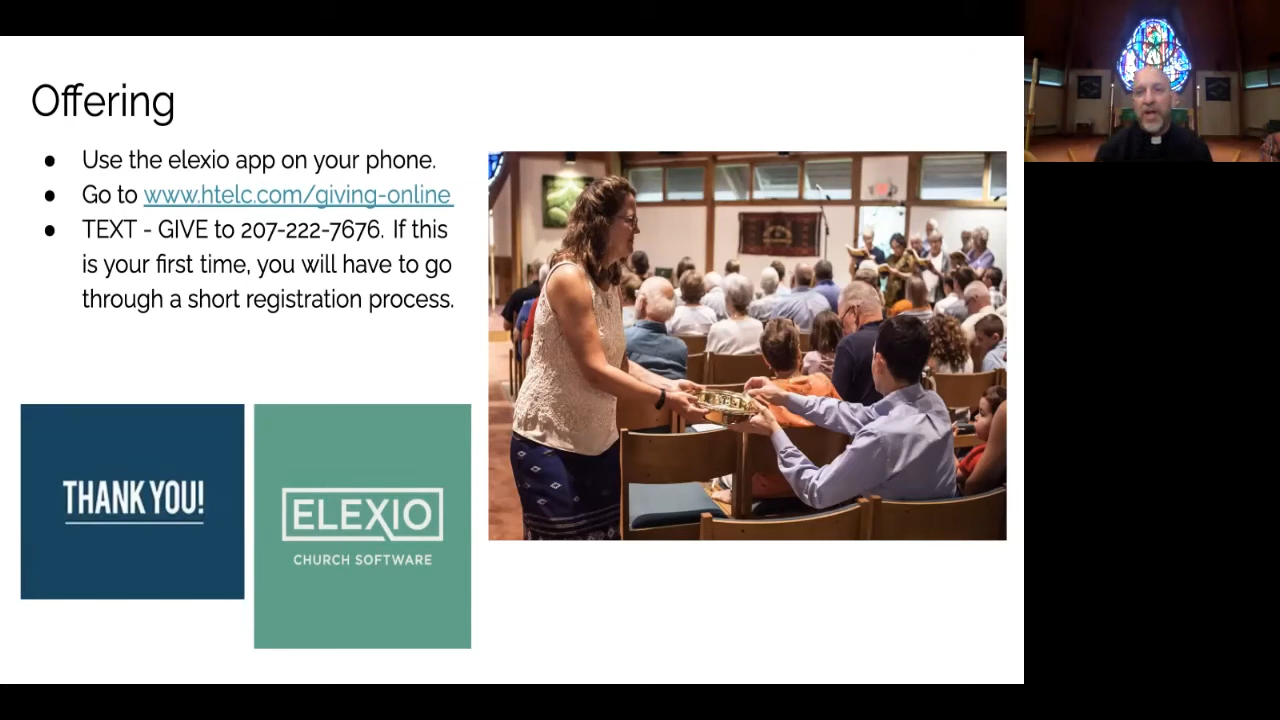 Offering
● Use the elexio app on your phone.
● Go to www.htelc.com/giving-online
● TEXT - GIVE to 207-222-7676. If this
is your first time, you will have to go
through a short registration process.
THANK YOU!
ELEXIO
CHURCH SOFTWARE